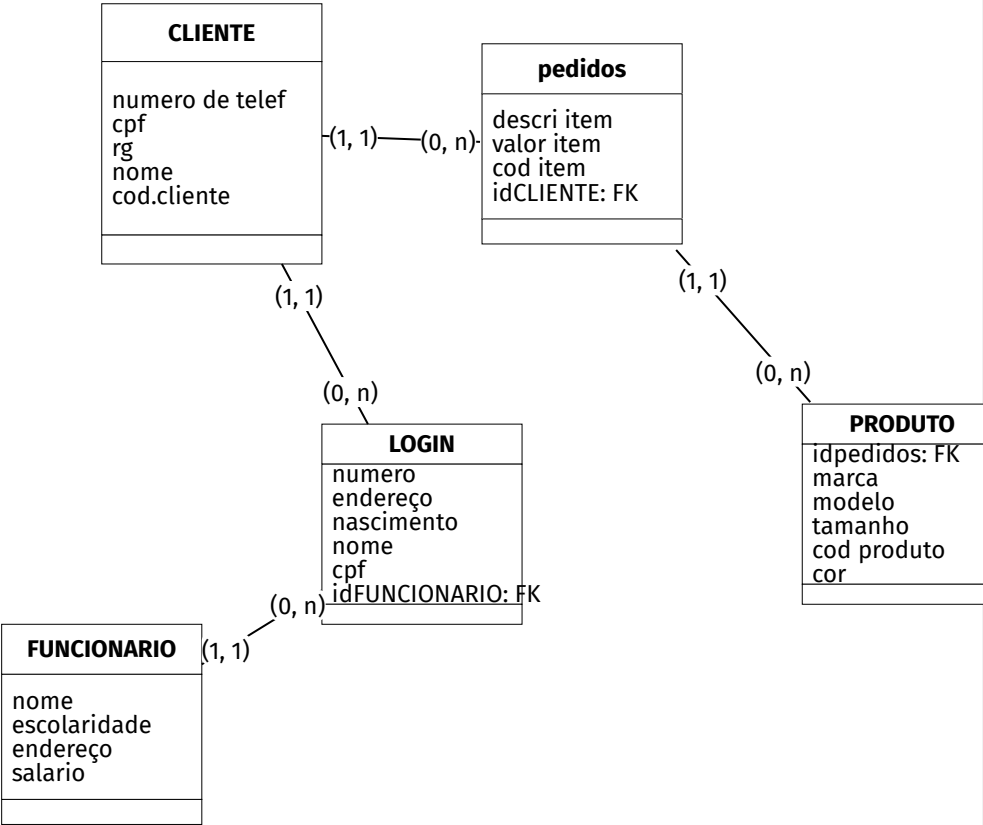 CLIENTE
numero de telef
cpf
rg
nome
cod.cliente
(1, 1)
(0, n)
pedidos
descri item
valor item
cod item
idCLIENTE: FK
(1, 1)
(0, n)
(1, 1)
(0, n)
PRODUTO
idpedidos: FK
marca
modelo
tamanho
cod produto
cor
LOGIN
numero
endereço
nascimento
nome
cpf
idFUNCIONARIO: FK
(0, n)
(1, 1)
FUNCIONARIO
nome
escolaridade
endereço
salario